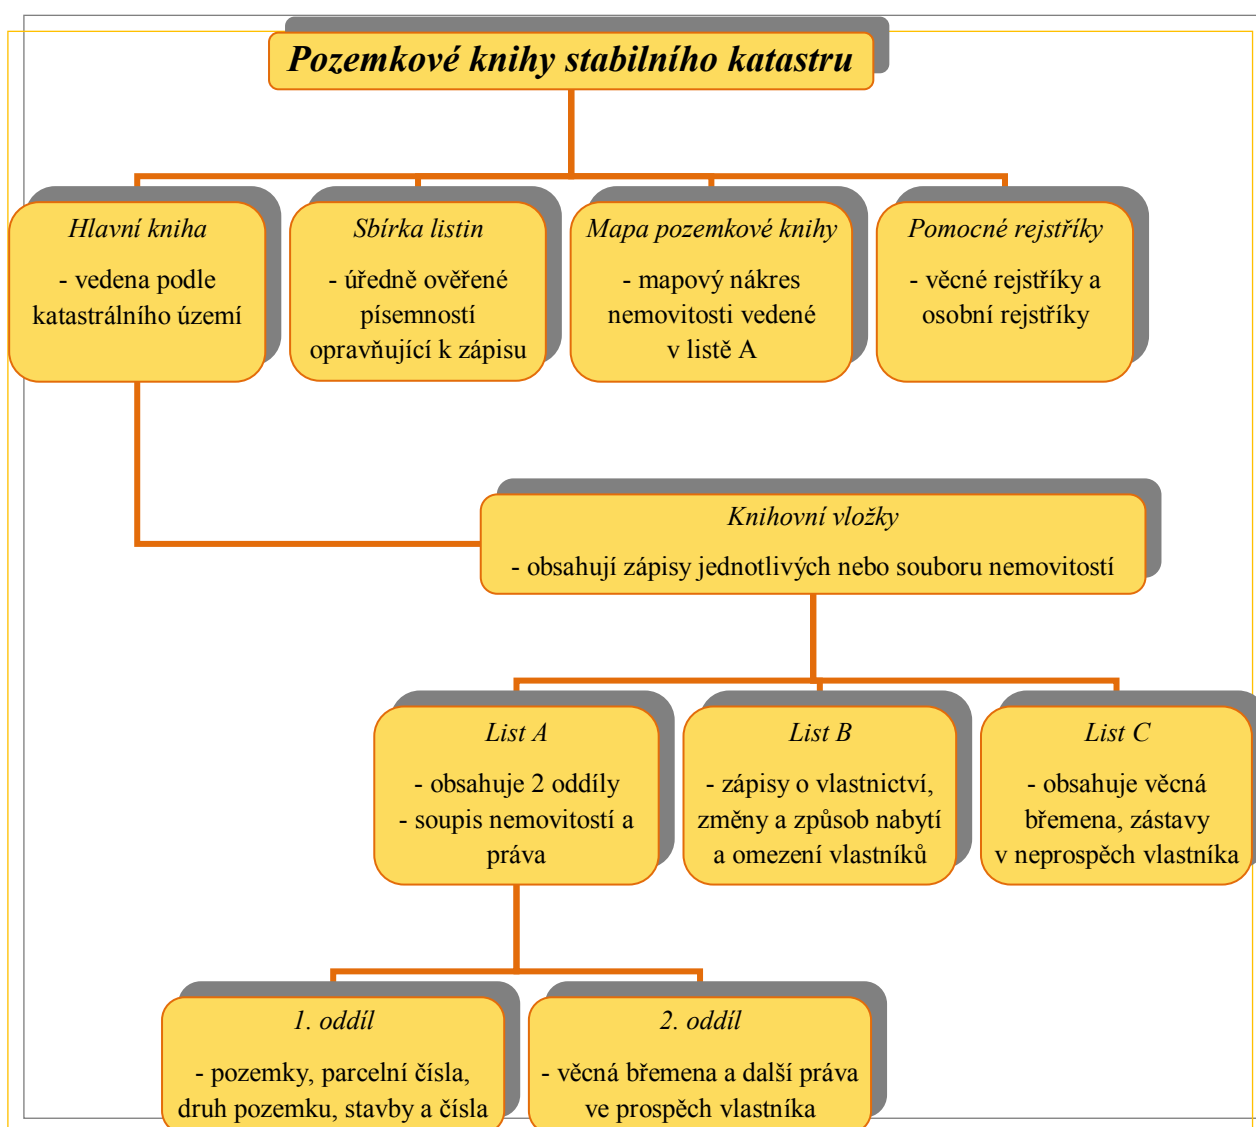 Pozemkové knihy stabilního katastru
Hlavní kniha
- vedena podle
katastrálního území
Sbírka listin
- úředně ověřené
písemností
opravňující k zápisu
Mapa pozemkové knihy
- mapový nákres
nemovitosti vedené
v listě A
Pomocné rejstříky
- věcné rejstříky a
osobní rejstříky
Knihovní vložky
- obsahují zápisy jednotlivých nebo souboru nemovitostí
List A
- obsahuje 2 oddíly
- soupis nemovitostí a
práva
List B
- zápisy o vlastnictví,
změny a způsob nabytí
a omezení vlastníků
List C
- obsahuje věcná
břemena, zástavy
v neprospěch vlastníka
1. oddíl
- pozemky, parcelní čísla,
druh pozemku, stavby a čísla
2. oddíl
- věcná břemena a další práva
ve prospěch vlastníka